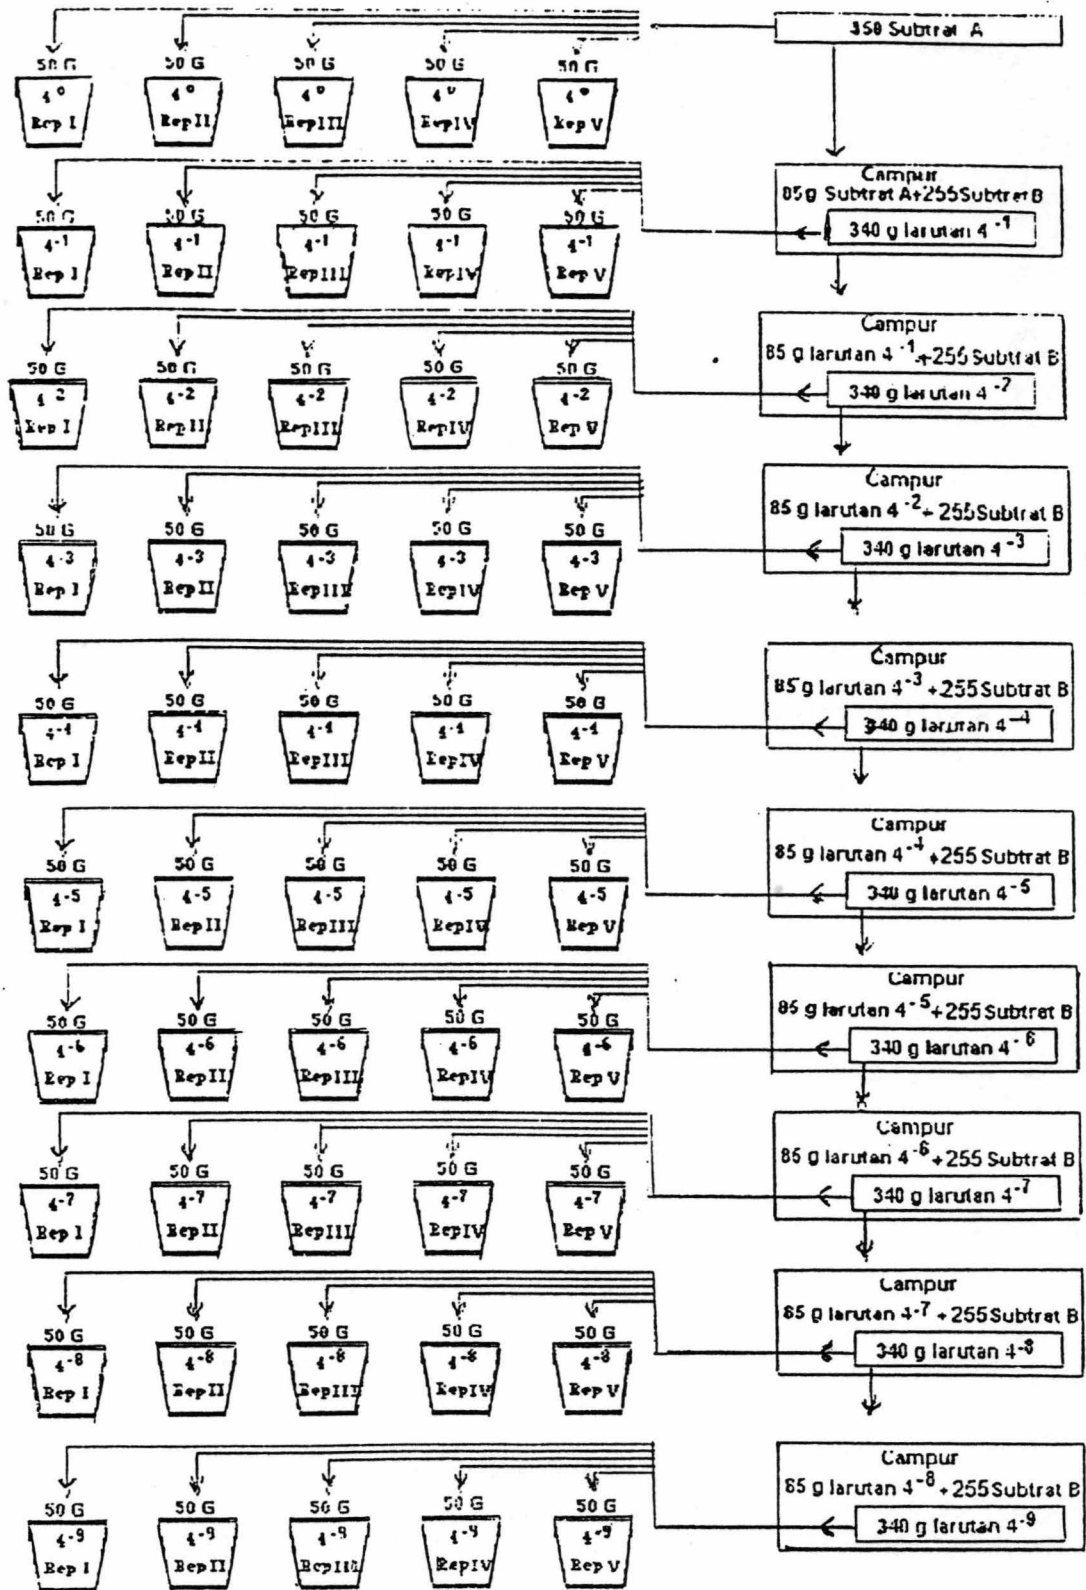 350 Subtrat A
50 G 50 G 50 G 50 G 50 G
4⁰ 4⁰ 4⁰ 4⁰ 4⁰
Rep I Rep II Rep III Rep IV Rep V
Campur
85 g Subtrat A+255 Subtrat B
340 g larutan 4⁻¹
50 G 50 G 50 G 50 G 50 G
4⁻¹ 4⁻¹ 4⁻¹ 4⁻¹ 4⁻¹
Rep I Rep II Rep III Rep IV Rep V
Campur
85 g larutan 4⁻¹+255 Subtrat B
340 g larutan 4⁻²
50 G 50 G 50 G 50 G 50 G
4⁻² 4⁻² 4⁻² 4⁻² 4⁻²
Rep I Rep II Rep III Rep IV Rep V
Campur
85 g larutan 4⁻²+255 Subtrat B
340 g larutan 4⁻³
50 G 50 G 50 G 50 G 50 G
4⁻³ 4⁻³ 4⁻³ 4⁻³ 4⁻³
Rep I Rep II Rep III Rep IV Rep V
Campur
85 g larutan 4⁻³+255 Subtrat B
340 g larutan 4⁻⁴
50 G 50 G 50 G 50 G 50 G
4⁻⁴ 4⁻⁴ 4⁻⁴ 4⁻⁴ 4⁻⁴
Rep I Rep II Rep III Rep IV Rep V
Campur
85 g larutan 4⁻⁴+255 Subtrat B
340 g larutan 4⁻⁵
50 G 50 G 50 G 50 G 50 G
4⁻⁵ 4⁻⁵ 4⁻⁵ 4⁻⁵ 4⁻⁵
Rep I Rep II Rep III Rep IV Rep V
Campur
85 g larutan 4⁻⁵+255 Subtrat B
340 g larutan 4⁻⁶
50 G 50 G 50 G 50 G 50 G
4⁻⁶ 4⁻⁶ 4⁻⁶ 4⁻⁶ 4⁻⁶
Rep I Rep II Rep III Rep IV Rep V
Campur
85 g larutan 4⁻⁶+255 Subtrat B
340 g larutan 4⁻⁷
50 G 50 G 50 G 50 G 50 G
4⁻⁷ 4⁻⁷ 4⁻⁷ 4⁻⁷ 4⁻⁷
Rep I Rep II Rep III Rep IV Rep V
Campur
85 g larutan 4⁻⁷+255 Subtrat B
340 g larutan 4⁻⁸
50 G 50 G 50 G 50 G 50 G
4⁻⁸ 4⁻⁸ 4⁻⁸ 4⁻⁸ 4⁻⁸
Rep I Rep II Rep III Rep IV Rep V
Campur
85 g larutan 4⁻⁸+255 Subtrat B
340 g larutan 4⁻⁹
50 G 50 G 50 G 50 G 50 G
4⁻⁹ 4⁻⁹ 4⁻⁹ 4⁻⁹ 4⁻⁹
Rep I Rep II Rep III Rep IV Rep V